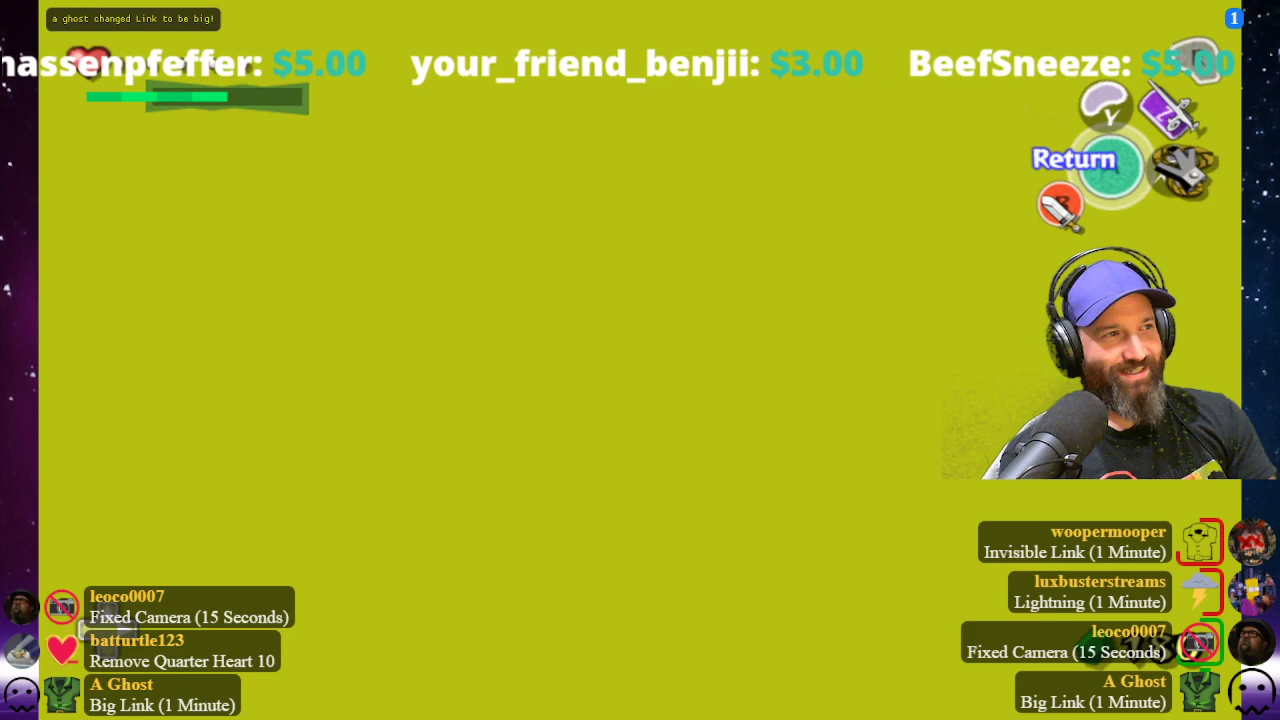 a ghost changed Link to be big!
1
hassenpfeffer: $5.00 your_friend_benjii: $3.00 BeefSneeze: $5.00
Y
Z
Return
B
woopermooper
Invisible Link (1 Minute)
luxbusterstreams
Lightning (1 Minute)
leoco0007
Fixed Camera (15 Seconds)
A Ghost
Big Link (1 Minute)
leoco0007
Fixed Camera (15 Seconds)
batturtle123
Remove Quarter Heart 10
A Ghost
Big Link (1 Minute)